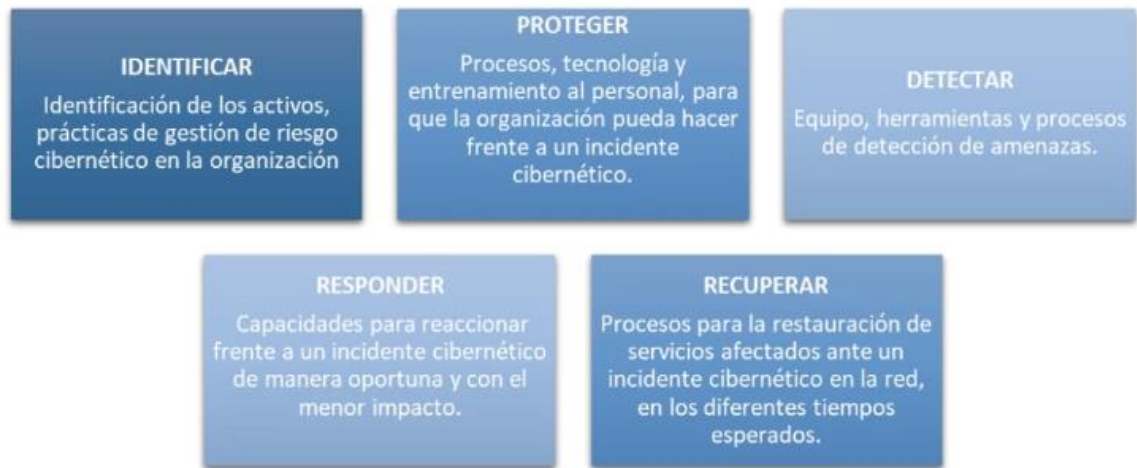 IDENTIFICAR
Identificación de los activos,
prácticas de gestión de riesgo
cibernético en la organización
PROTEGER
Procesos, tecnología y
entrenamiento al personal, para
que la organización pueda hacer
frente a un incidente
cibernético.
DETECTAR
Equipo, herramientas y procesos
de detección de amenazas.
RESPONDER
Capacidades para reaccionar
frente a un incidente cibernético
de manera oportuna y con el
menor impacto.
RECUPERAR
Procesos para la restauración de
servicios afectados ante un
incidente cibernético en la red,
en los diferentes tiempos
esperados.